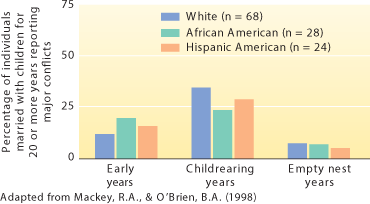 Percentage of individuals
married with children for
20 or more years reporting
major conflicts
75
50
25
0
White (n = 68)
African American (n = 28)
Hispanic American (n = 24)
Early
years
Childrearing
years
Empty nest
years
Adapted from Mackey, R.A., & O’Brien, B.A. (1998)